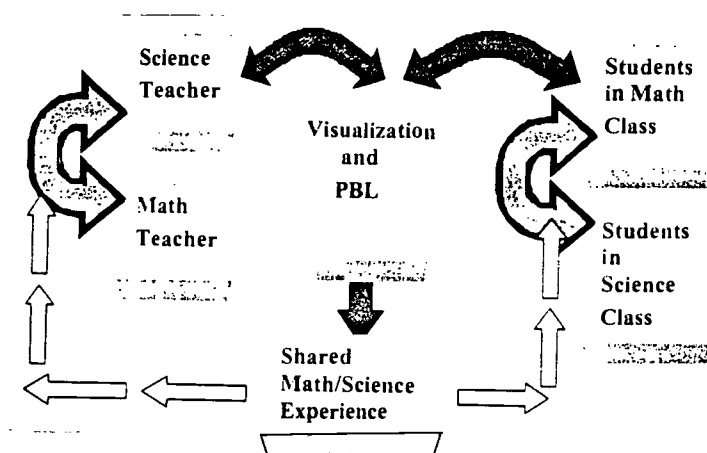 Science
Teacher
Math
Teacher
Visualization
and
PBL
Shared
Math/Science
Experience
Students
in Math
Class
Students
in
Science
Class